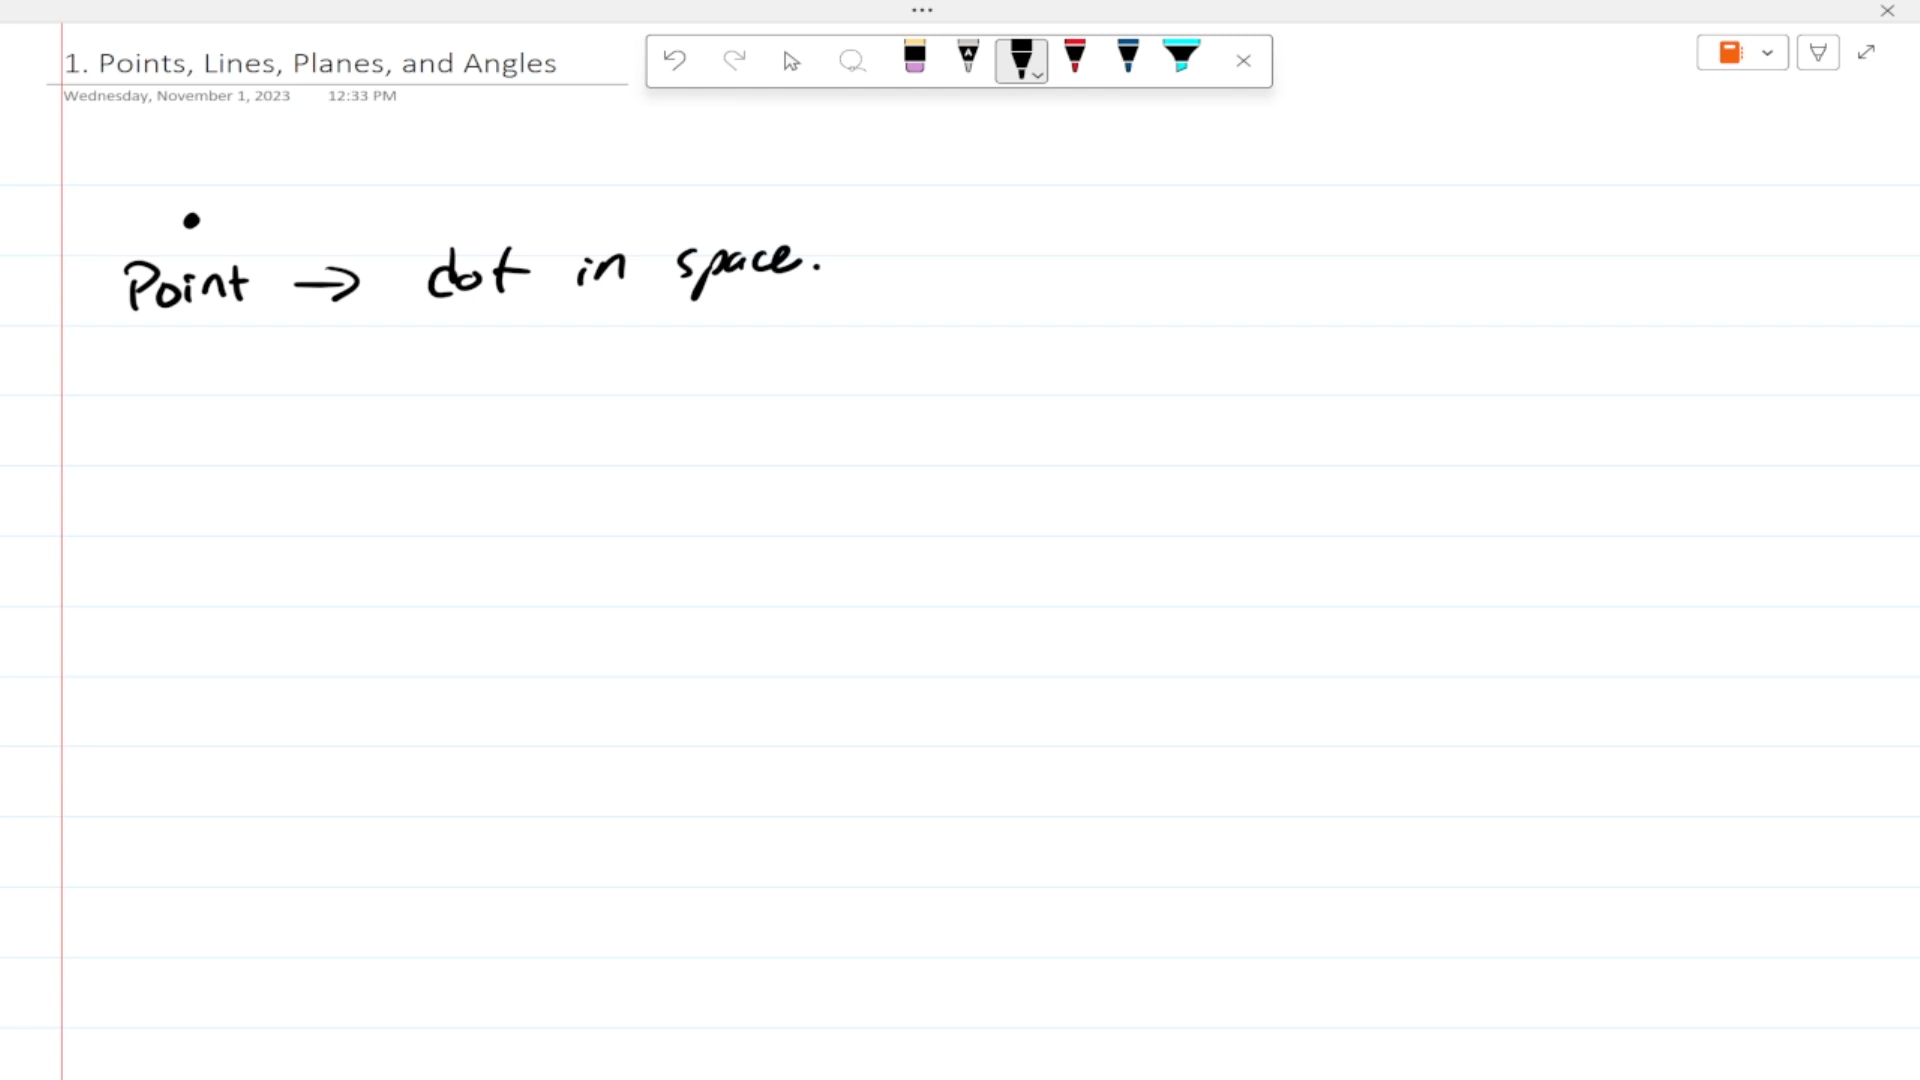 1. Points, Lines, Planes, and Angles
Wednesday, November 1, 2023 12:33 PM
Point → dot in space.